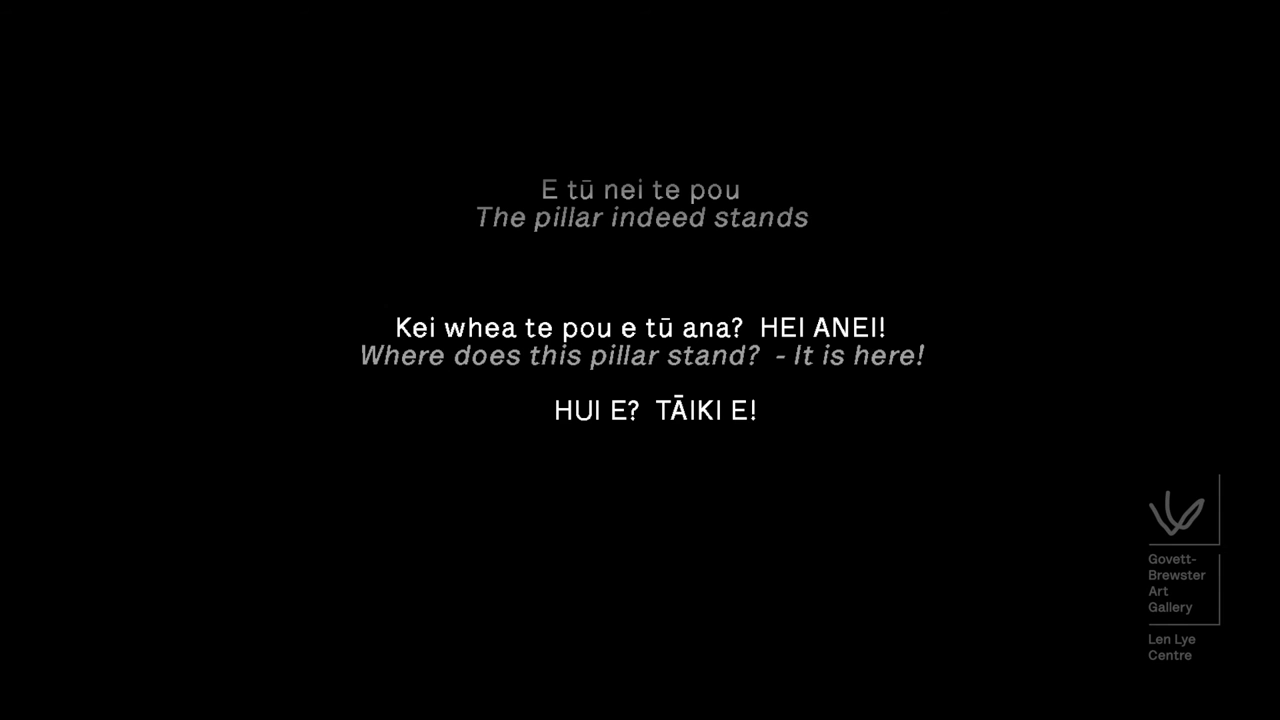 E tū nei te pou
The pillar indeed stands
Kei whea te pou e tū ana?  HEI ANEI!
Where does this pillar stand?  - It is here!
HUI E?  TĀIKI E!
Govett-
Brewster
Art
Gallery
Len Lye
Centre